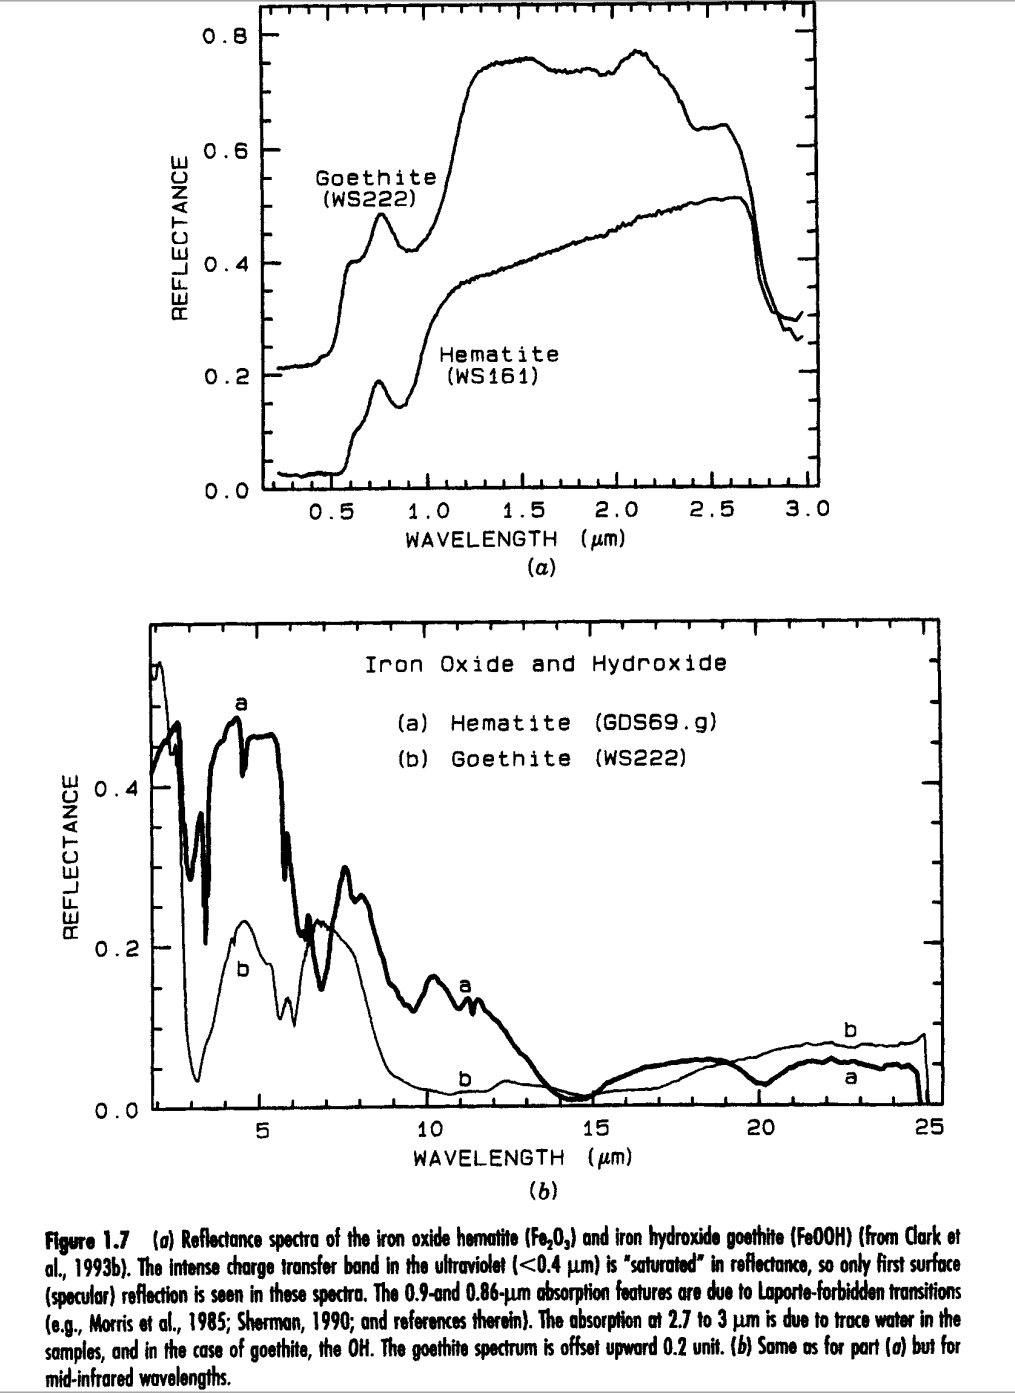 0.8
0.6
0.4
0.2
0.0
REFLECTANCE
Goethite
(WS222)
Hematite
(WS161)
0.5 1.0 1.5 2.0 2.5 3.0
WAVELENGTH (μm)
(a)
Iron Oxide and Hydroxide
(a) Hematite (GDS69.g)
(b) Goethite (WS222)
a
b
a
b
b
a
0.4
0.2
0.0
REFLECTANCE
5 10 15 20 25
WAVELENGTH (μm)
(b)
Figure 1.7 (a) Reflectance spectra of the iron oxide hematite (Fe₂O₃) and iron hydroxide goethite (FeOOH) (from Clark et
al., 1993b). The intense charge transfer band in the ultraviolet (<0.4 μm) is "saturated" in reflectance, so only first surface
(specular) reflection is seen in these spectra. The 0.9-and 0.86-μm absorption features are due to Laporte-forbidden transitions
(e.g., Morris et al., 1985; Sherman, 1990; and references therein). The absorption at 2.7 to 3 μm is due to trace water in the
samples, and in the case of goethite, the OH. The goethite spectrum is offset upward 0.2 unit. (b) Same as for part (a) but for
mid-infrared wavelengths.